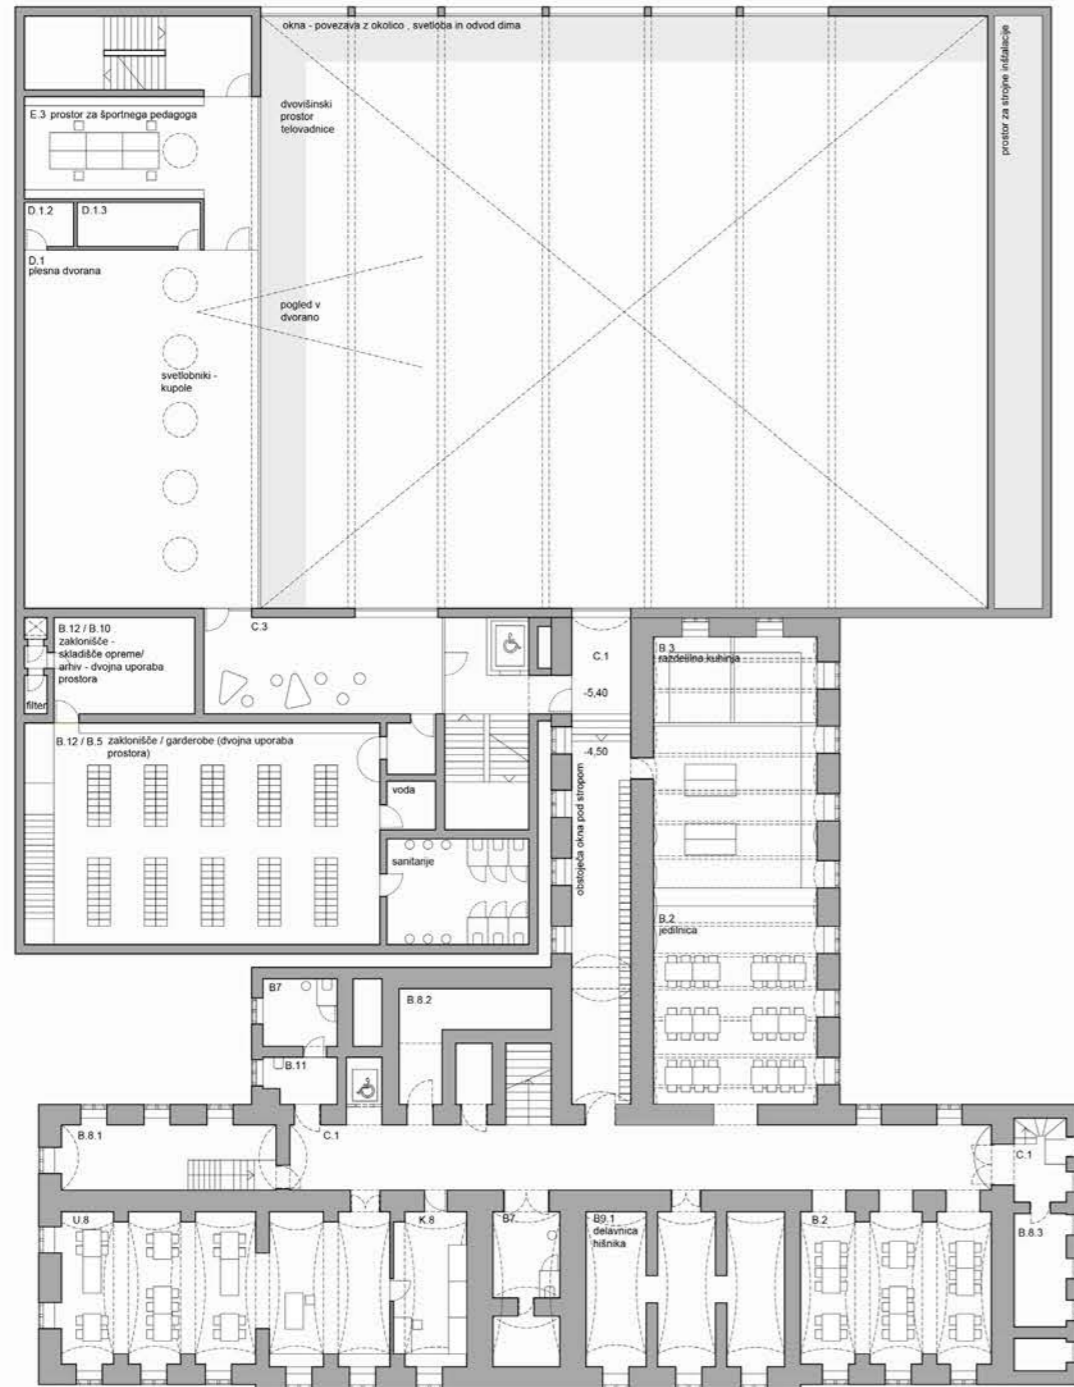 okna - povezava z okolico , svetloba in odvod dima
prostor za strojne inštalacije
E.3 prostor za športnega pedagoga
dvovišinski
prostor
telovadnice
D.1.2
D.1.3
D.1
plesna dvorana
pogled v
dvorano
svetlobniki -
kupole
B.12 / B.10
zaklonišče -
skladišče opreme/
arhiv - dvojna uporaba
prostora
filter
C.3
C.1
-5,40
-4,50
B.3
razdelilna kuhinja
B.12 / B.5 zaklonišče / garderobe (dvojna uporaba
prostora)
voda
sanitarije
obstoječa okna pod stropom
B.2
jedilnica
B7
B.8.2
B.11
B.8.1
C.1
C.1
U.8
K.8
B7
B9.1
delavnica
hišnika
B.2
B.8.3